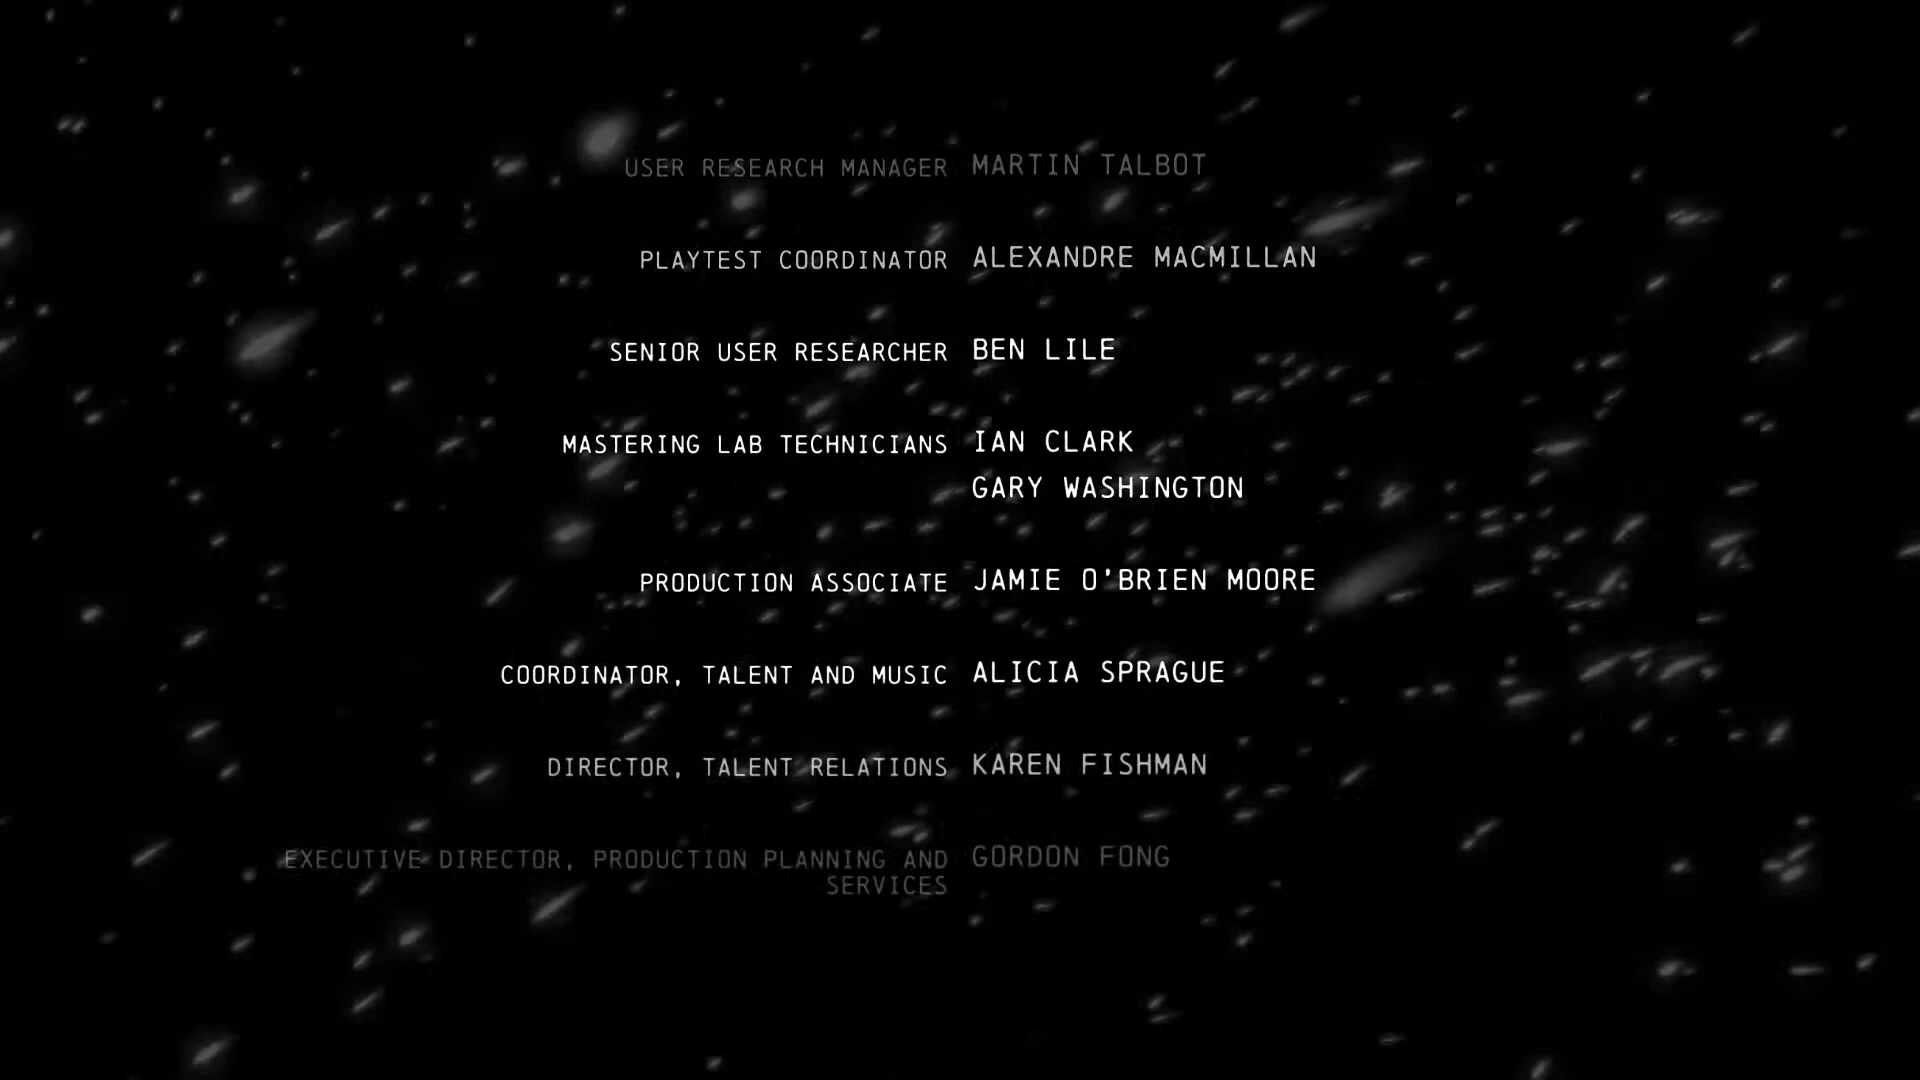 USER RESEARCH MANAGER MARTIN TALBOT
PLAYTEST COORDINATOR ALEXANDRE MACMILLAN
SENIOR USER RESEARCHER BEN LILE
MASTERING LAB TECHNICIANS IAN CLARK
GARY WASHINGTON
PRODUCTION ASSOCIATE JAMIE O'BRIEN MOORE
COORDINATOR, TALENT AND MUSIC ALICIA SPRAGUE
DIRECTOR, TALENT RELATIONS KAREN FISHMAN
EXECUTIVE DIRECTOR, PRODUCTION PLANNING AND GORDON FONG
SERVICES